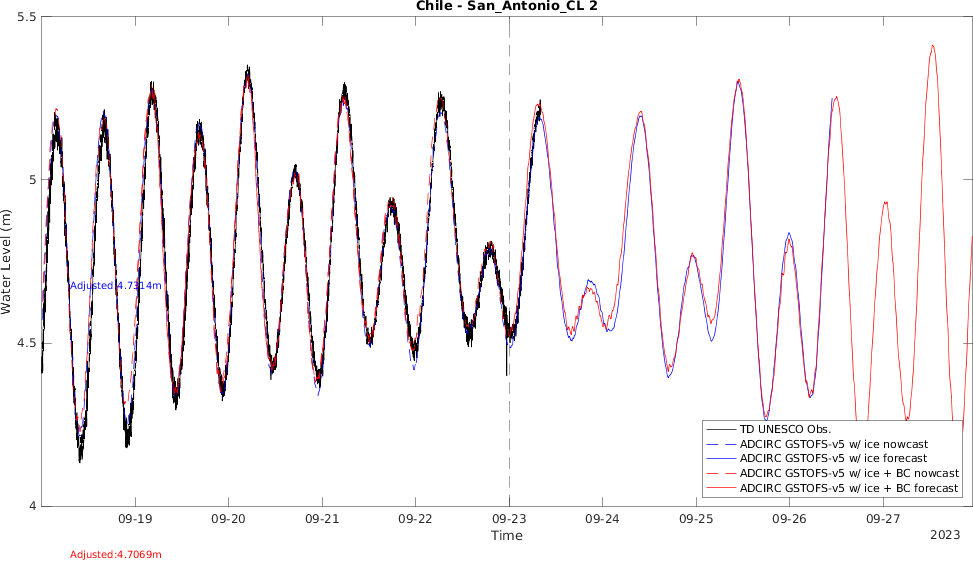 Chile - San_Antonio_CL 2
5.5
5
4.5
4
Water Level (m)
Adjusted:4.7314m
TD UNESCO Obs.
ADCIRC GSTOFS-v5 w/ ice nowcast
ADCIRC GSTOFS-v5 w/ ice forecast
ADCIRC GSTOFS-v5 w/ ice + BC nowcast
ADCIRC GSTOFS-v5 w/ ice + BC forecast
09-19 09-20 09-21 09-22 09-23 09-24 09-25 09-26 09-27
Time
2023
Adjusted:4.7069m